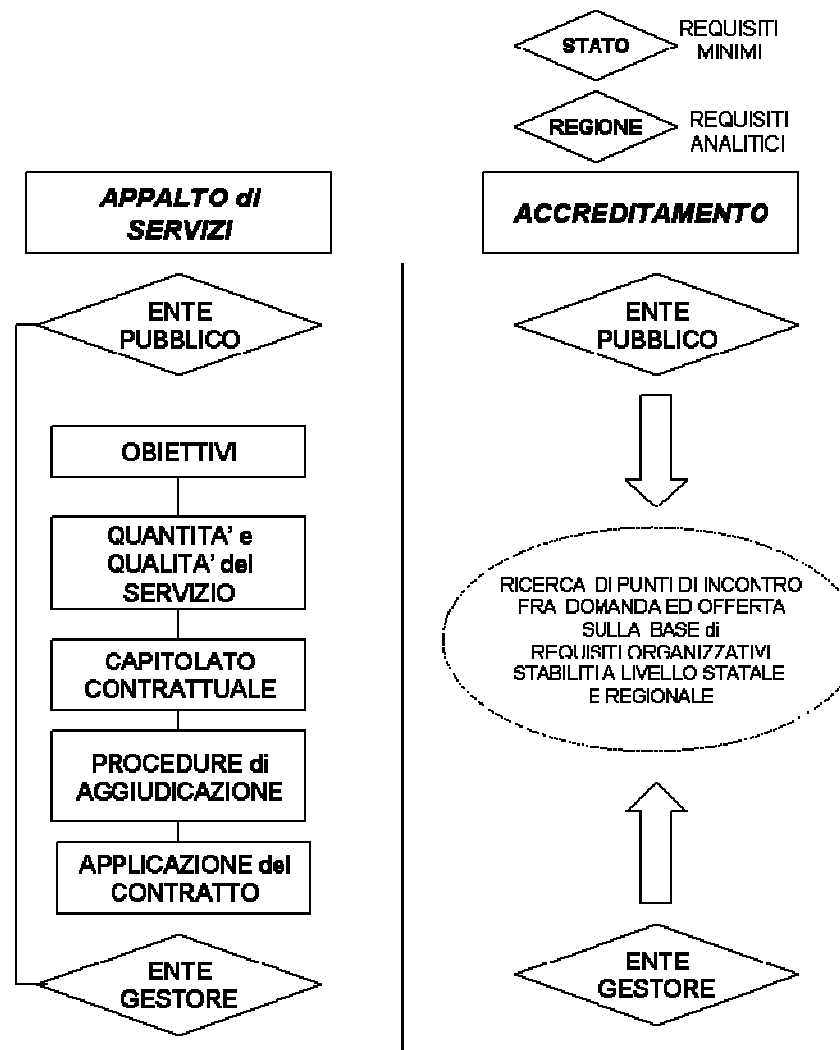 STATO
REQUISITI
MINIMI
REGIONE
REQUISITI
ANALITICI
APPALTO di
SERVIZI
ENTE
PUBBLICO
OBIETTIVI
QUANTITA' e
QUALITA' del
SERVIZIO
CAPITOLATO
CONTRATTUALE
PROCEDURE di
AGGIUDICAZIONE
APPLICAZIONE del
CONTRATTO
ENTE
GESTORE
ACCREDITAMENTO
ENTE
PUBBLICO
RICERCA DI PUNTI DI INCONTRO
FRA DOMANDA ED OFFERTA
SULLA BASE di
REQUISITI ORGANIZZATIVI
STABILITI A LIVELLO STATALE
E REGIONALE
ENTE
GESTORE